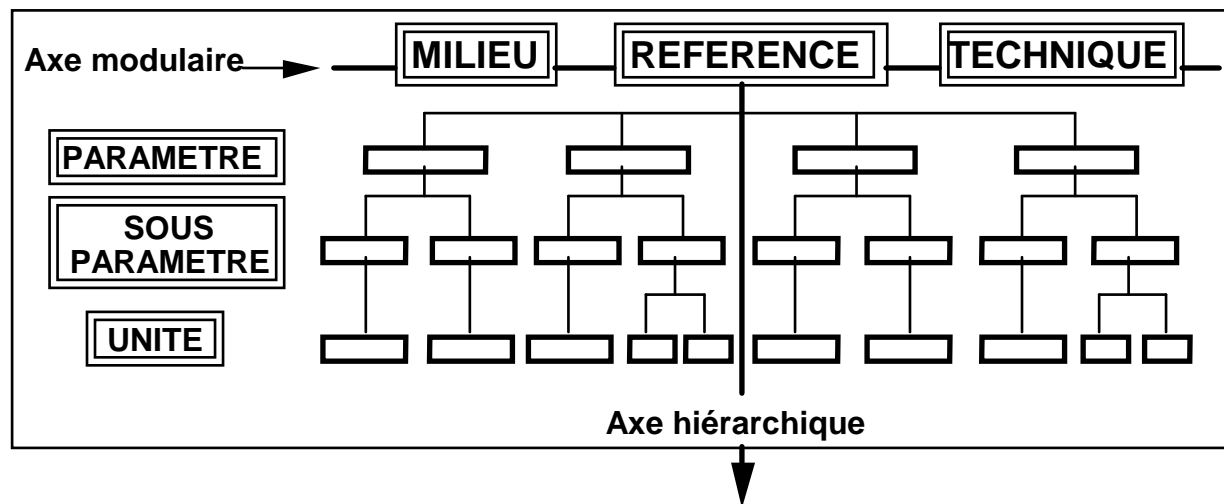 Axe modulaire
MILIEU
REFERENCE
TECHNIQUE
PARAMETRE
SOUS
PARAMETRE
UNITE
Axe hiérarchique